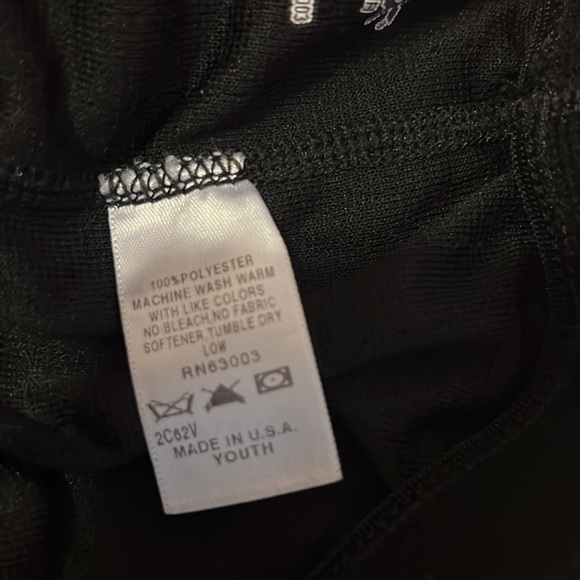 003
100%POLYESTER
MACHINE WASH WARM
WITH LIKE COLORS
NO BLEACH,NO FABRIC
SOFTENER,TUMBLE DRY
LOW
RN63003
2C62V
MADE IN U.S.A.
YOUTH